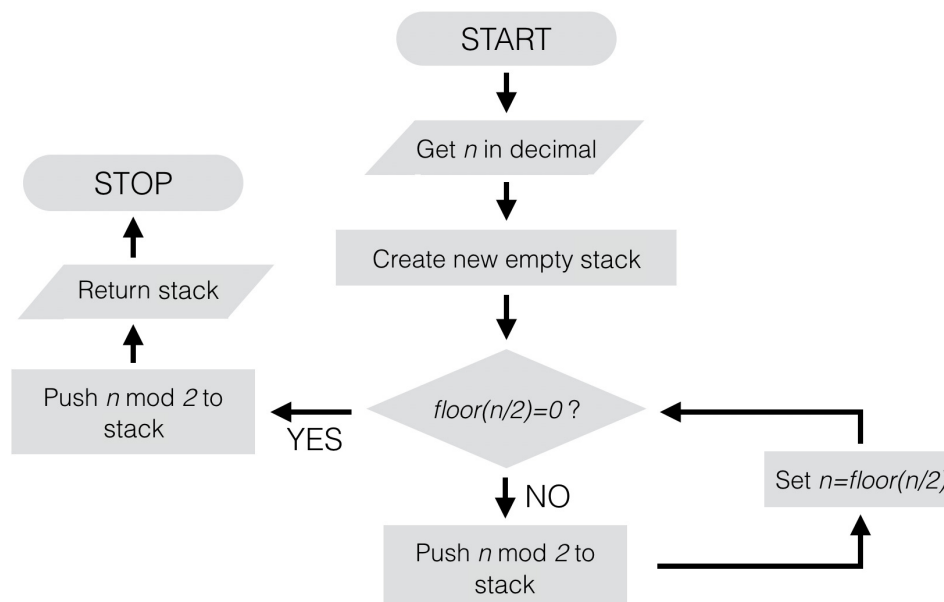 START
Get n in decimal
Create new empty stack
floor(n/2)=0 ?
YES
NO
Push n mod 2 to
stack
Set n=floor(n/2)
Push n mod 2 to
stack
Return stack
STOP